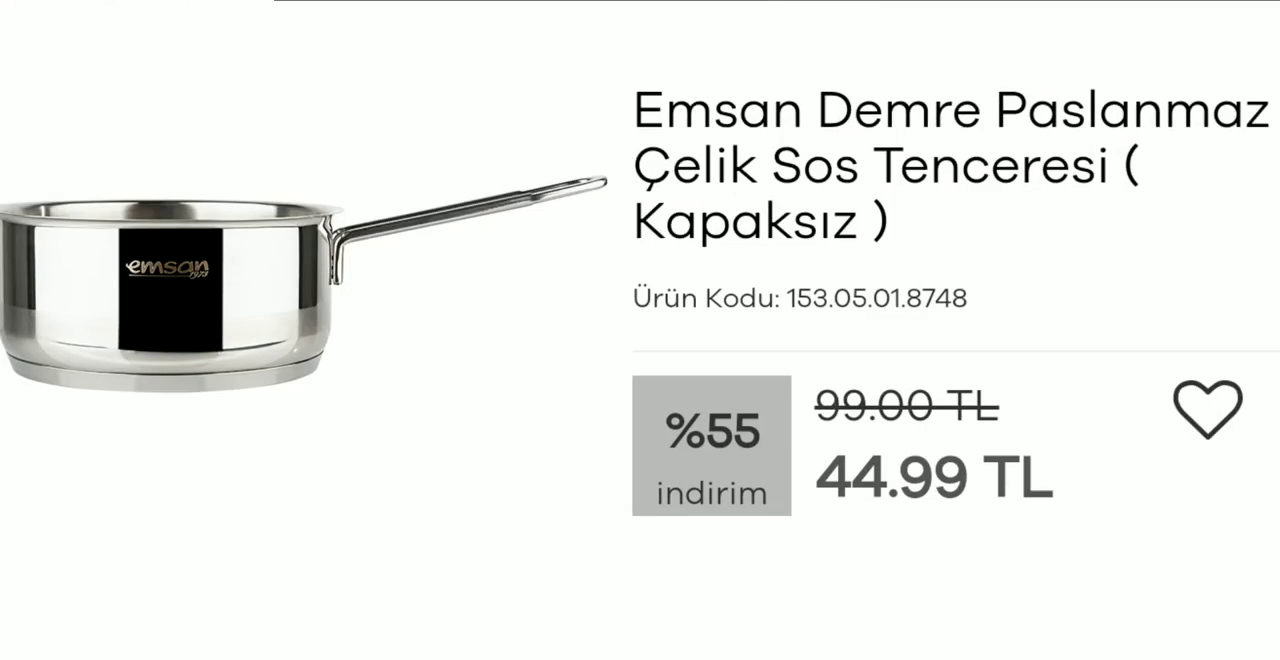 emsan
1973
Emsan Demre Paslanmaz
Çelik Sos Tenceresi (
Kapaksız )
Ürün Kodu: 153.05.01.8748
%55
indirim
99.00 TL
44.99 TL